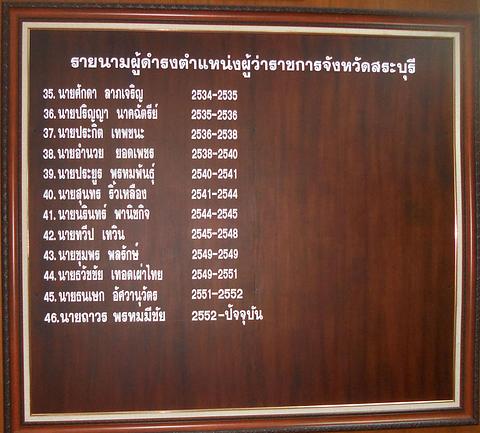 รายนามผู้ดำรงตำแหน่งผู้ว่าราชการจังหวัดสระบุรี
35. นายศักดา ลาภเจริญ 2534-2535
36. นายปริญญา นาคฉัตรีย์ 2535-2536
37. นายประกิต เทพชนะ 2536-2538
38. นายอำนวย ยอดเพชร 2538-2540
39. นายประยูร พรหมพันธุ์ 2540-2541
40. นายสุนทร ริ้วเหลือง 2541-2544
41. นายนรินทร์ พานิชกิจ 2544-2545
42. นายทวีป เทวิน 2545-2548
43. นายชุมพร พลรักษ์ 2549-2549
44. นายธวัชชัย เทอดเผ่าไทย 2549-2551
45. นายธนเษก อัศวานุวัตร 2551-2552
46. นายถาวร พรหมมีชัย 2552-ปัจจุบัน